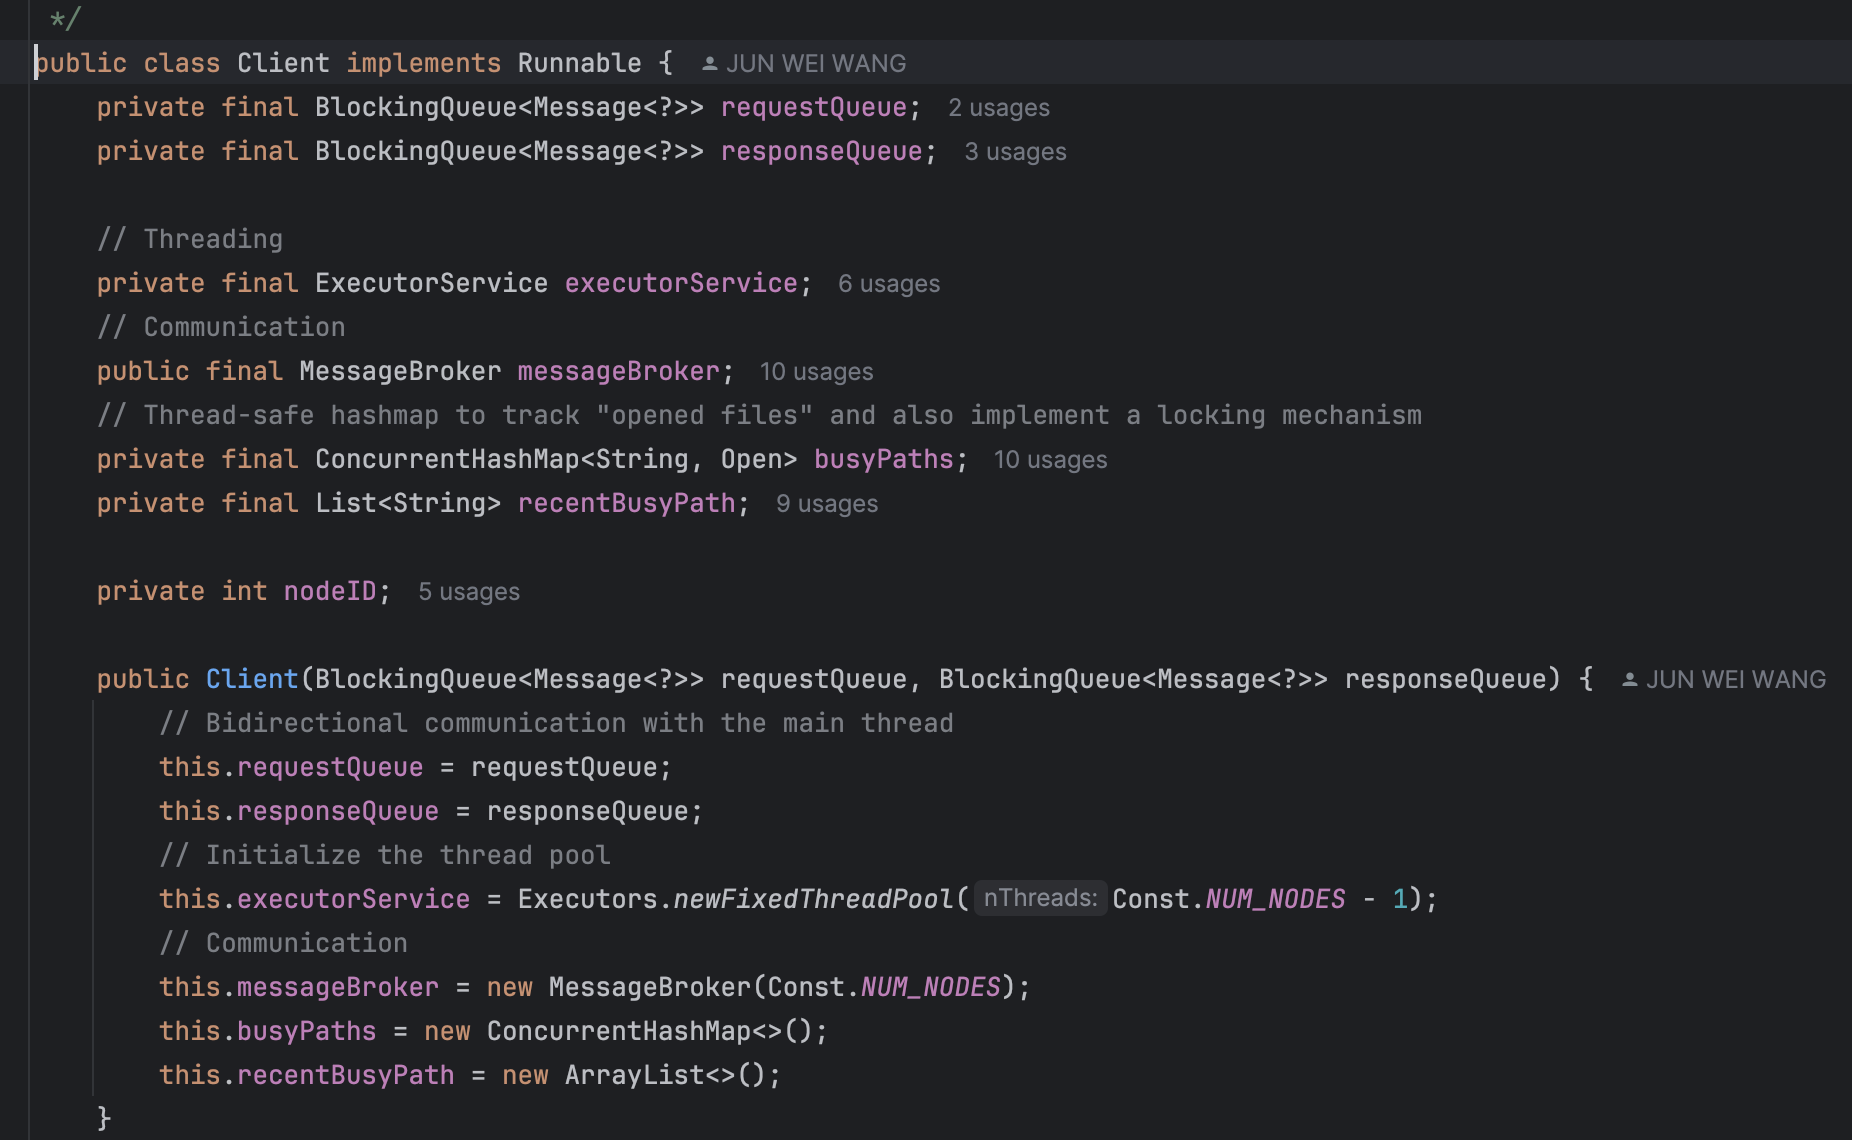 */
public class Client implements Runnable { JUN WEI WANG
private final BlockingQueue<Message<?>> requestQueue; 2 usages
private final BlockingQueue<Message<?>> responseQueue; 3 usages
// Threading
private final ExecutorService executorService; 6 usages
// Communication
public final MessageBroker messageBroker; 10 usages
// Thread-safe hashmap to track "opened files" and also implement a locking mechanism
private final ConcurrentHashMap<String, Open> busyPaths; 10 usages
private final List<String> recentBusyPath; 9 usages
private int nodeID; 5 usages
public Client(BlockingQueue<Message<?>> requestQueue, BlockingQueue<Message<?>> responseQueue) { JUN WEI WANG
// Bidirectional communication with the main thread
this.requestQueue = requestQueue;
this.responseQueue = responseQueue;
// Initialize the thread pool
this.executorService = Executors.newFixedThreadPool( nThreads: Const.NUM_NODES - 1);
// Communication
this.messageBroker = new MessageBroker(Const.NUM_NODES);
this.busyPaths = new ConcurrentHashMap<>();
this.recentBusyPath = new ArrayList<>();
}